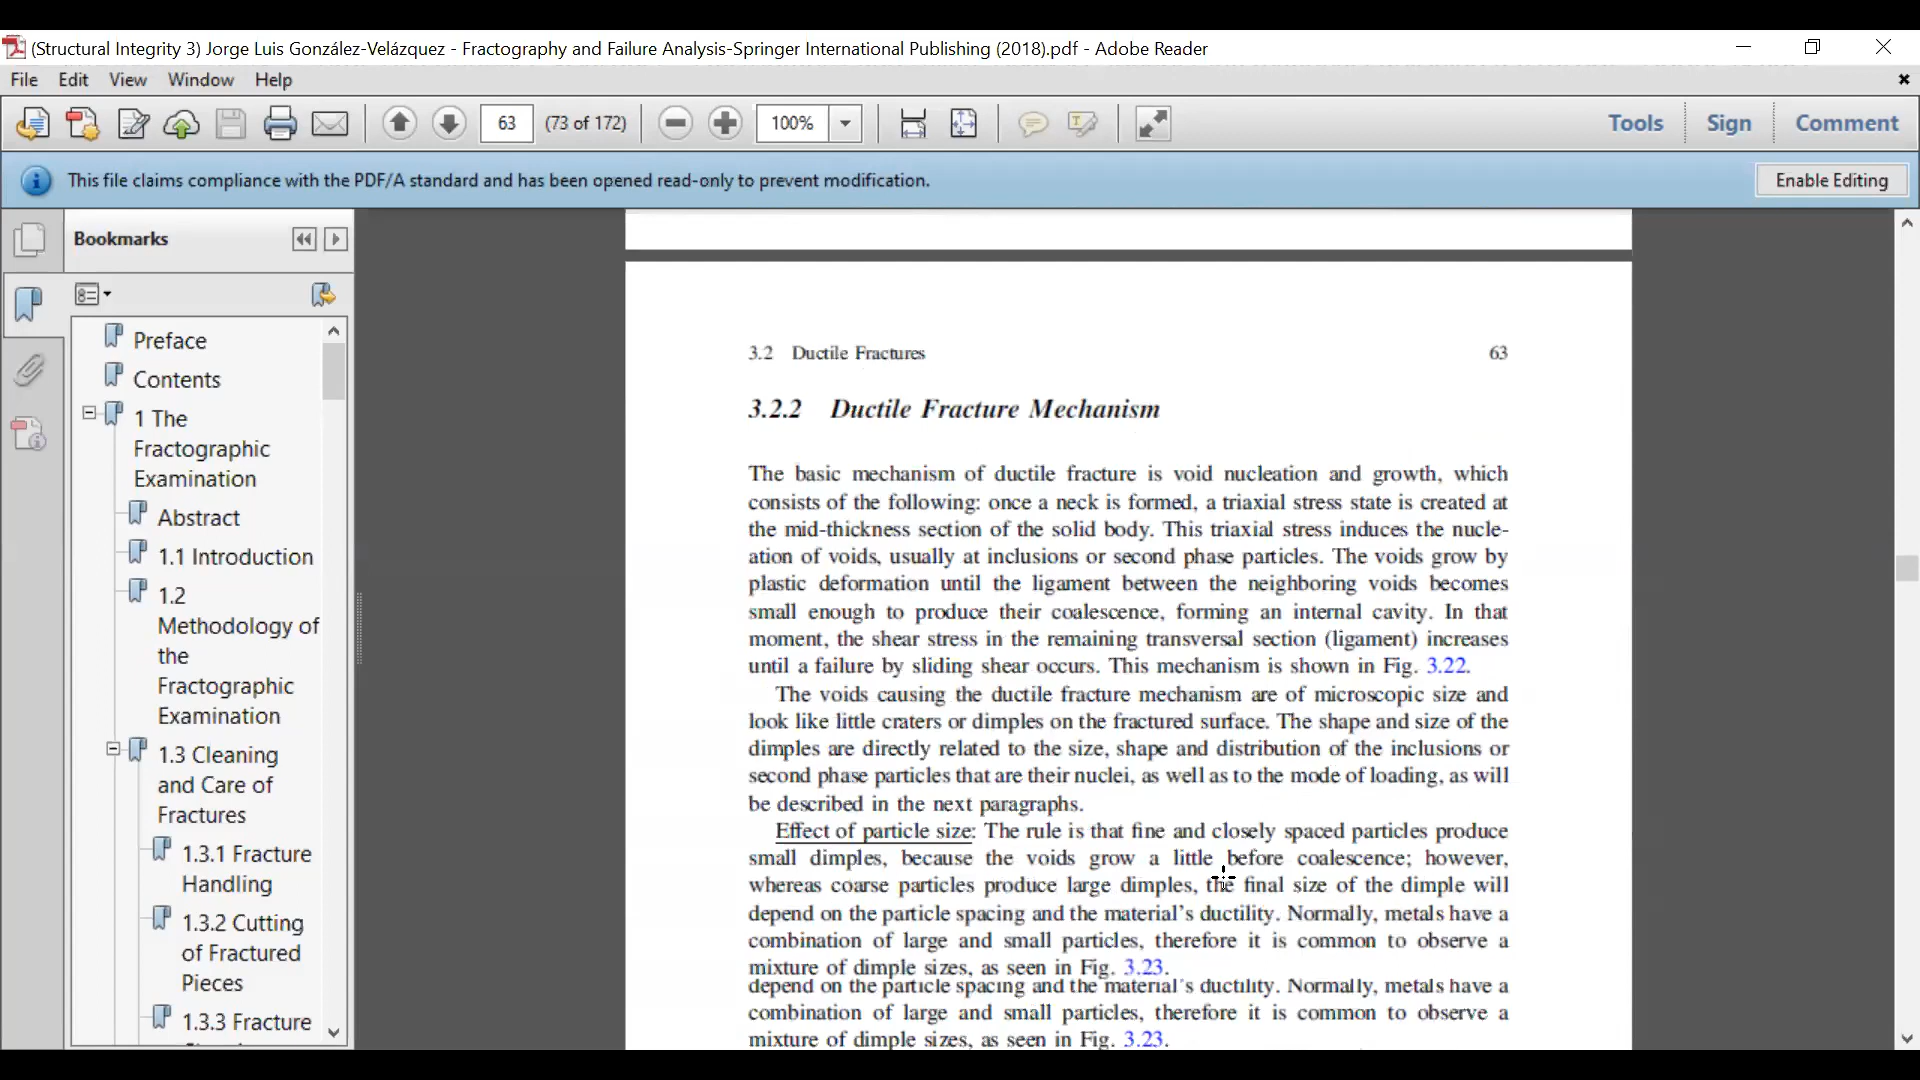 (Structural Integrity 3) Jorge Luis González-Velázquez - Fractography and Failure Analysis-Springer International Publishing (2018).pdf - Adobe Reader
File Edit View Window Help
63 (73 of 172) 100% Tools Sign Comment
This file claims compliance with the PDF/A standard and has been opened read-only to prevent modification. Enable Editing
Bookmarks
Preface
Contents
1 The
Fractographic
Examination
Abstract
1.1 Introduction
1.2
Methodology of
the
Fractographic
Examination
1.3 Cleaning
and Care of
Fractures
1.3.1 Fracture
Handling
1.3.2 Cutting
of Fractured
Pieces
1.3.3 Fracture
3.2 Ductile Fractures 63
3.2.2 Ductile Fracture Mechanism
The basic mechanism of ductile fracture is void nucleation and growth, which
consists of the following: once a neck is formed, a triaxial stress state is created at
the mid-thickness section of the solid body. This triaxial stress induces the nucle-
ation of voids, usually at inclusions or second phase particles. The voids grow by
plastic deformation until the ligament between the neighboring voids becomes
small enough to produce their coalescence, forming an internal cavity. In that
moment, the shear stress in the remaining transversal section (ligament) increases
until a failure by sliding shear occurs. This mechanism is shown in Fig. 3.22.
The voids causing the ductile fracture mechanism are of microscopic size and
look like little craters or dimples on the fractured surface. The shape and size of the
dimples are directly related to the size, shape and distribution of the inclusions or
second phase particles that are their nuclei, as well as to the mode of loading, as will
be described in the next paragraphs.
Effect of particle size: The rule is that fine and closely spaced particles produce
small dimples, because the voids grow a little before coalescence; however,
whereas coarse particles produce large dimples, the final size of the dimple will
depend on the particle spacing and the material's ductility. Normally, metals have a
combination of large and small particles, therefore it is common to observe a
mixture of dimple sizes, as seen in Fig. 3.23.
depend on the particle spacing and the material's ductility. Normally, metals have a
combination of large and small particles, therefore it is common to observe a
mixture of dimple sizes, as seen in Fig. 3.23.